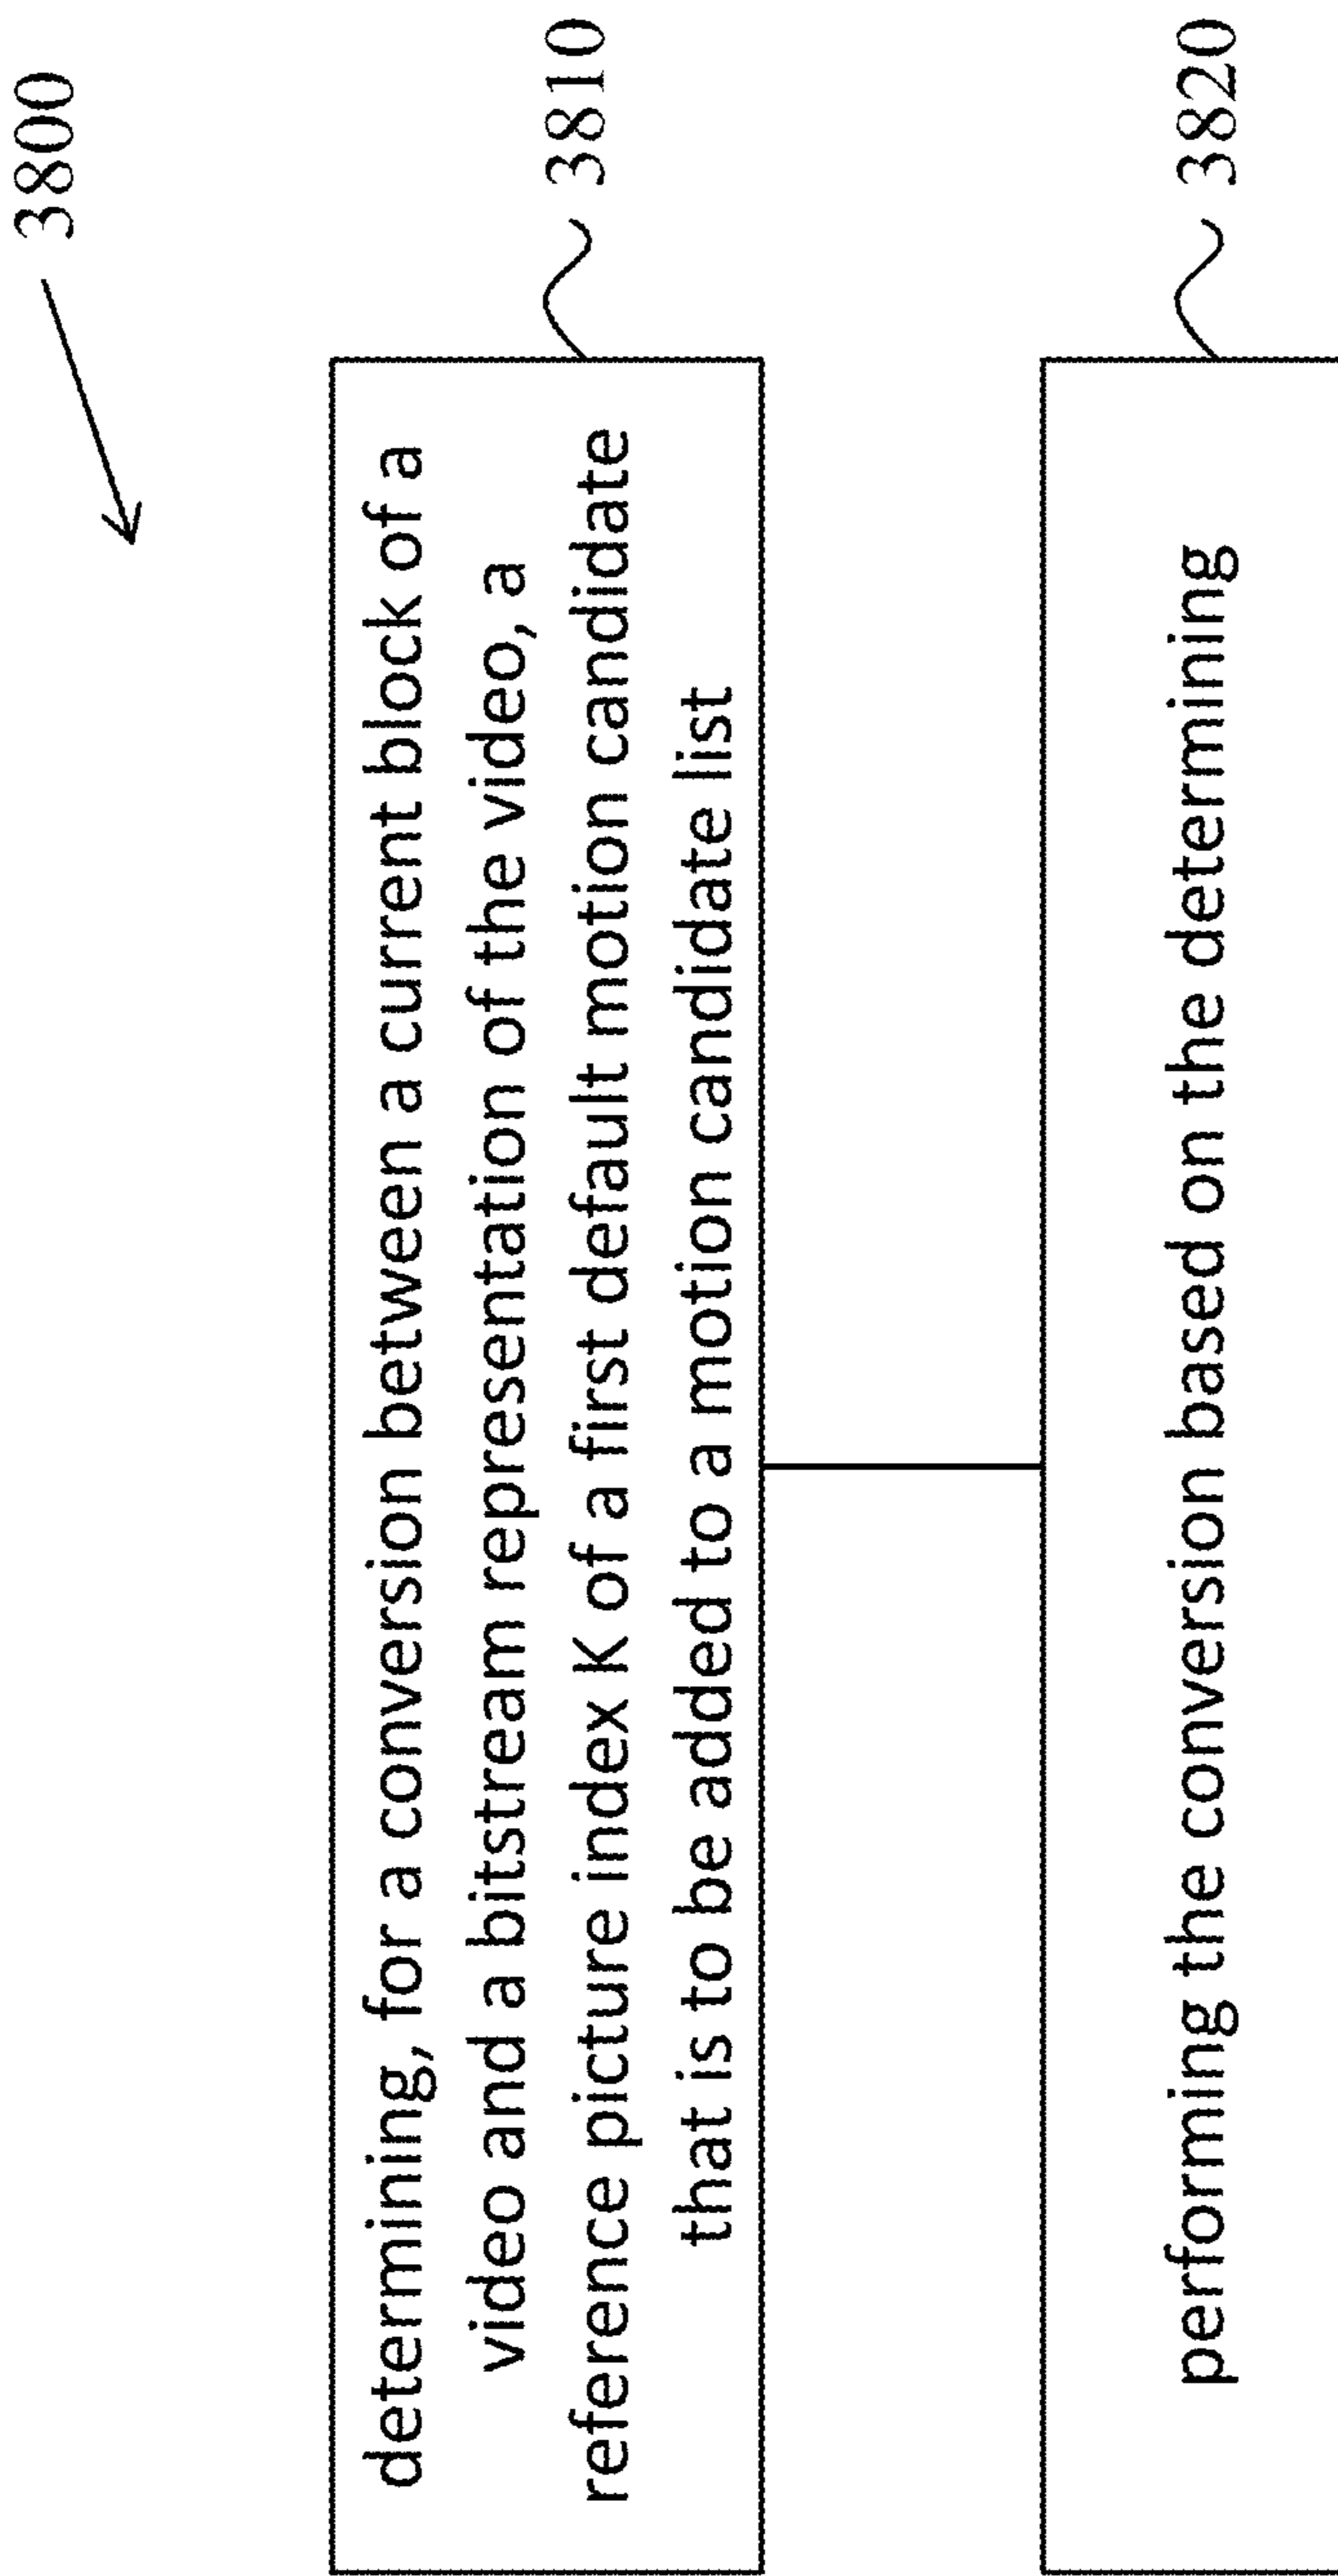 3800
determining, for a conversion between a current block of a
video and a bitstream representation of the video, a
reference picture index K of a first default motion candidate
that is to be added to a motion candidate list
3810
performing the conversion based on the determining
3820